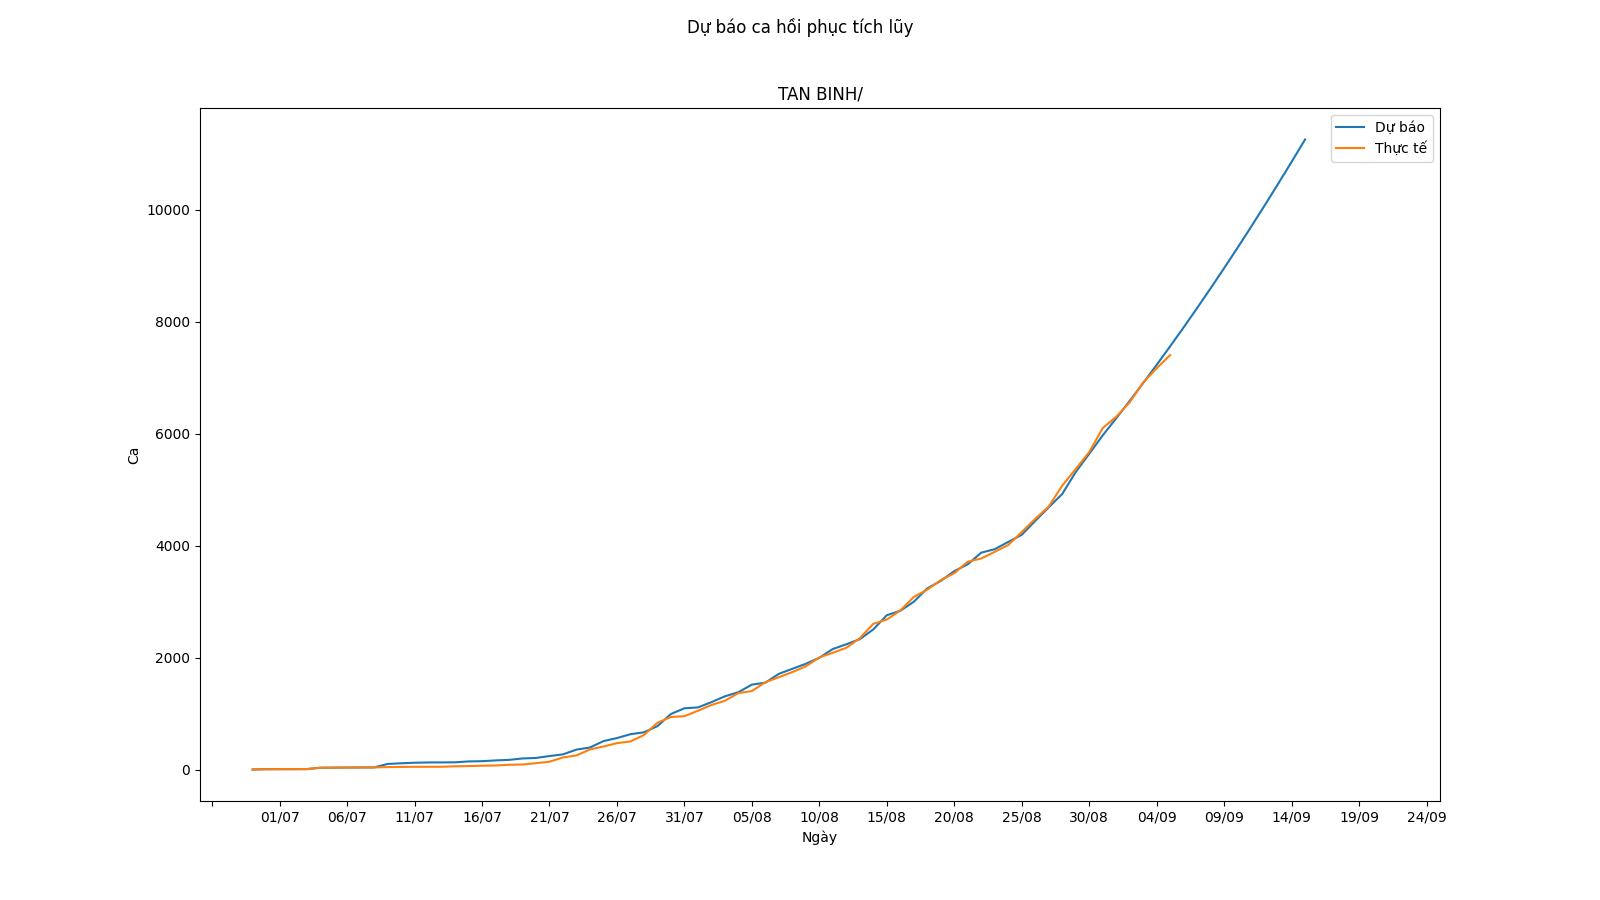 Dự báo ca hồi phục tích lũy
TAN BINH/
Dự báo
Thực tế
10000
8000
6000
4000
2000
0
Ca
01/07 06/07 11/07 16/07 21/07 26/07 31/07 05/08 10/08 15/08 20/08 25/08 30/08 04/09 09/09 14/09 19/09 24/09
Ngày